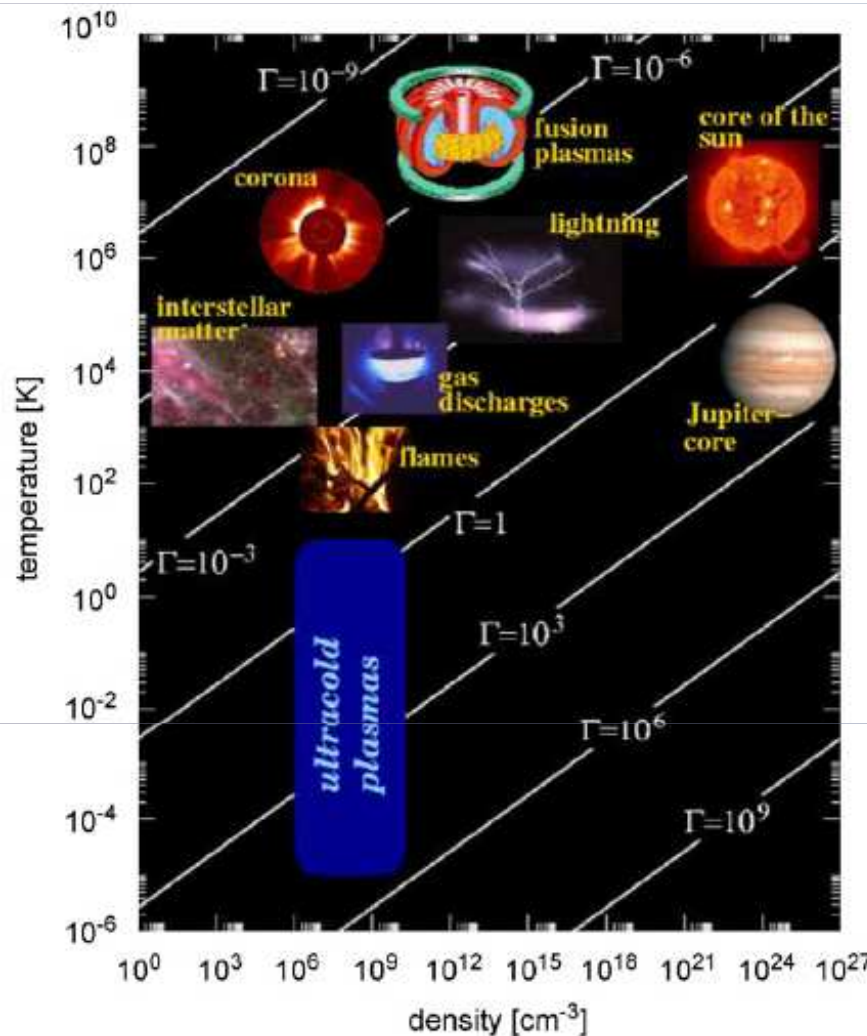 10^10
10^8
10^6
10^4
10^2
10^0
10^-2
10^-4
10^-6
temperature [K]
Γ=10^-9
Γ=10^-6
fusion
plasmas
core of the
sun
corona
lightning
interstellar
matter
gas
discharges
Jupiter-
core
flames
Γ=10^-3
Γ=1
Γ=10^3
ultracold
plasmas
Γ=10^6
Γ=10^9
10^0 10^3 10^6 10^9 10^12 10^15 10^18 10^21 10^24 10^27
density [cm^-3]